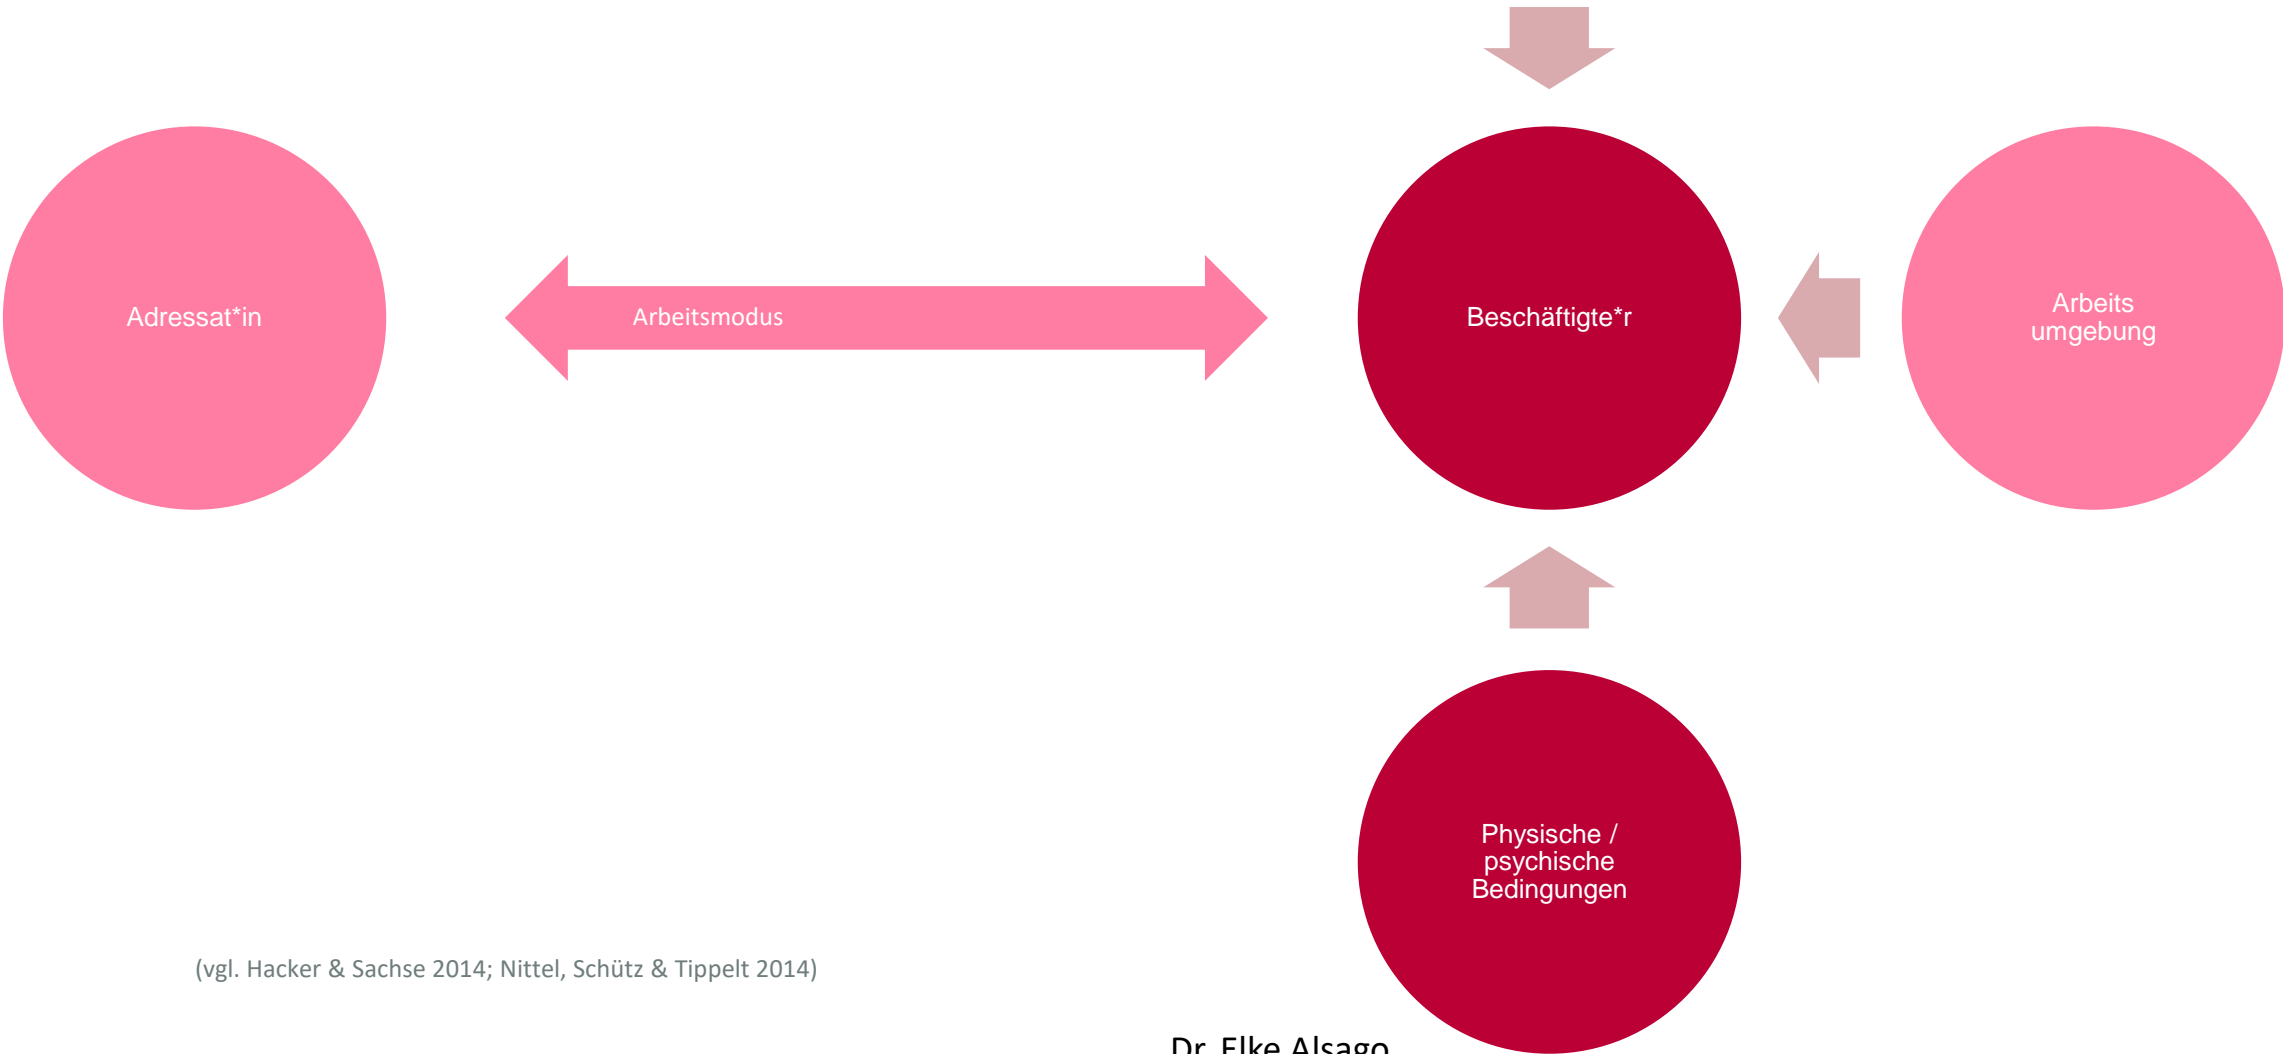 Adressat*in
Arbeitsmodus
Beschäftigte*r
Arbeits
umgebung
Physische /
psychische
Bedingungen
(vgl. Hacker & Sachse 2014; Nittel, Schütz & Tippelt 2014)
Dr. Elke Alsago